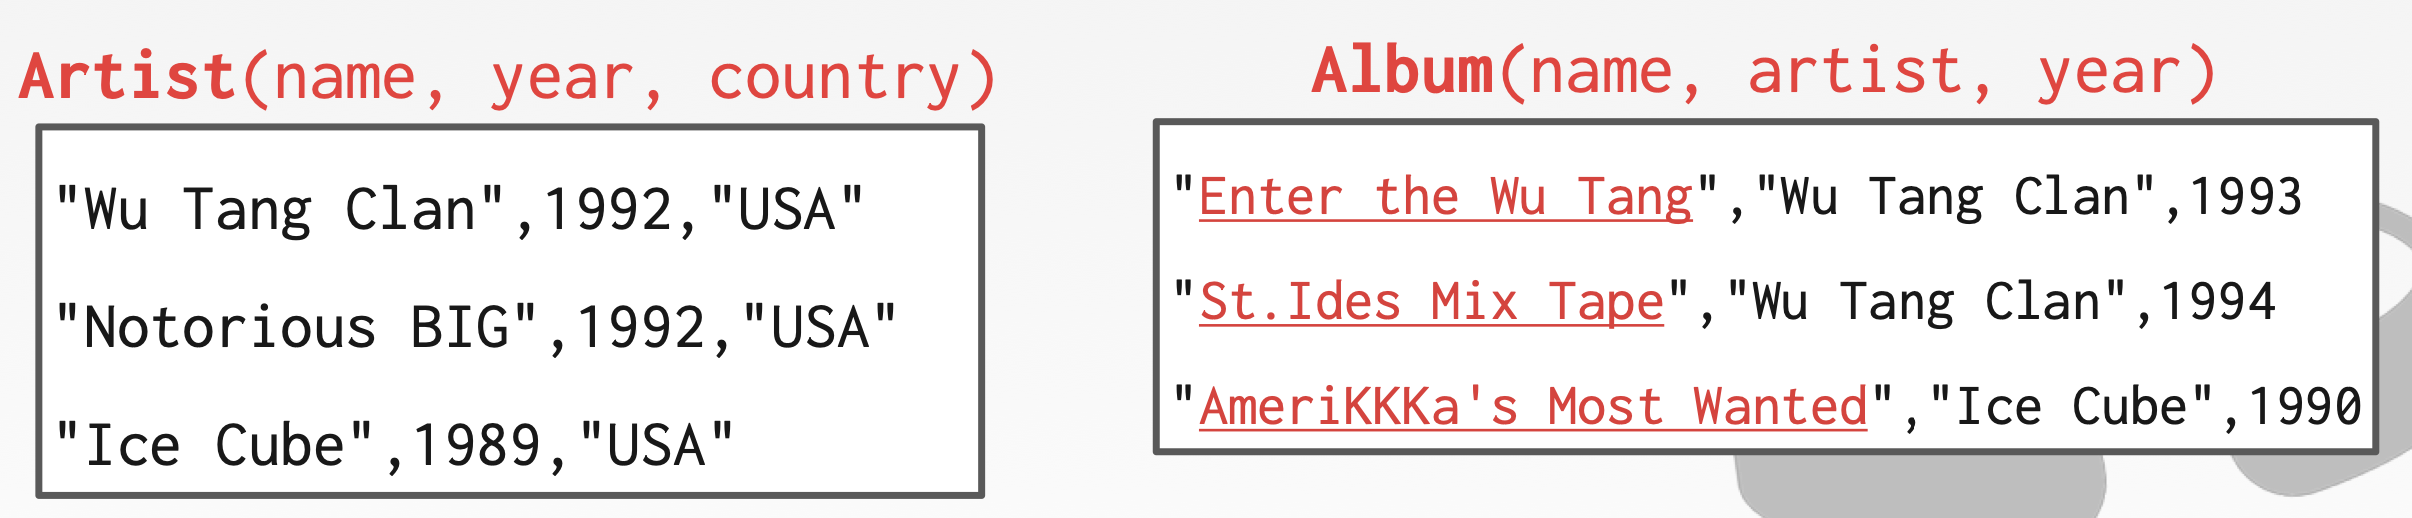 Artist(name, year, country)
"Wu Tang Clan",1992,"USA"
"Notorious BIG",1992,"USA"
"Ice Cube",1989,"USA"
Album(name, artist, year)
"Enter the Wu Tang","Wu Tang Clan",1993
"St.Ides Mix Tape","Wu Tang Clan",1994
"AmeriKKKa's Most Wanted","Ice Cube",1990